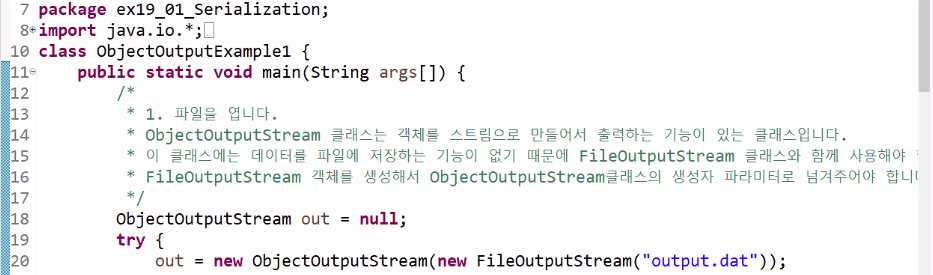 7 package ex19_01_Serialization;
8 import java.io.*;
10 class ObjectOutputExample1 {
11 public static void main(String args[]) {
12 /*
13 * 1. 파일을 엽니다.
14 * ObjectOutputStream 클래스는 객체를 스트림으로 만들어서 출력하는 기능이 있는 클래스입니다.
15 * 이 클래스에는 데이터를 파일에 저장하는 기능이 없기 때문에 FileOutputStream 클래스와 함께 사용해야
16 * FileOutputStream 객체를 생성해서 ObjectOutputStream클래스의 생성자 파라미터로 넘겨주어야 합니
17 */
18 ObjectOutputStream out = null;
19 try {
20 out = new ObjectOutputStream(new FileOutputStream("output.dat"));